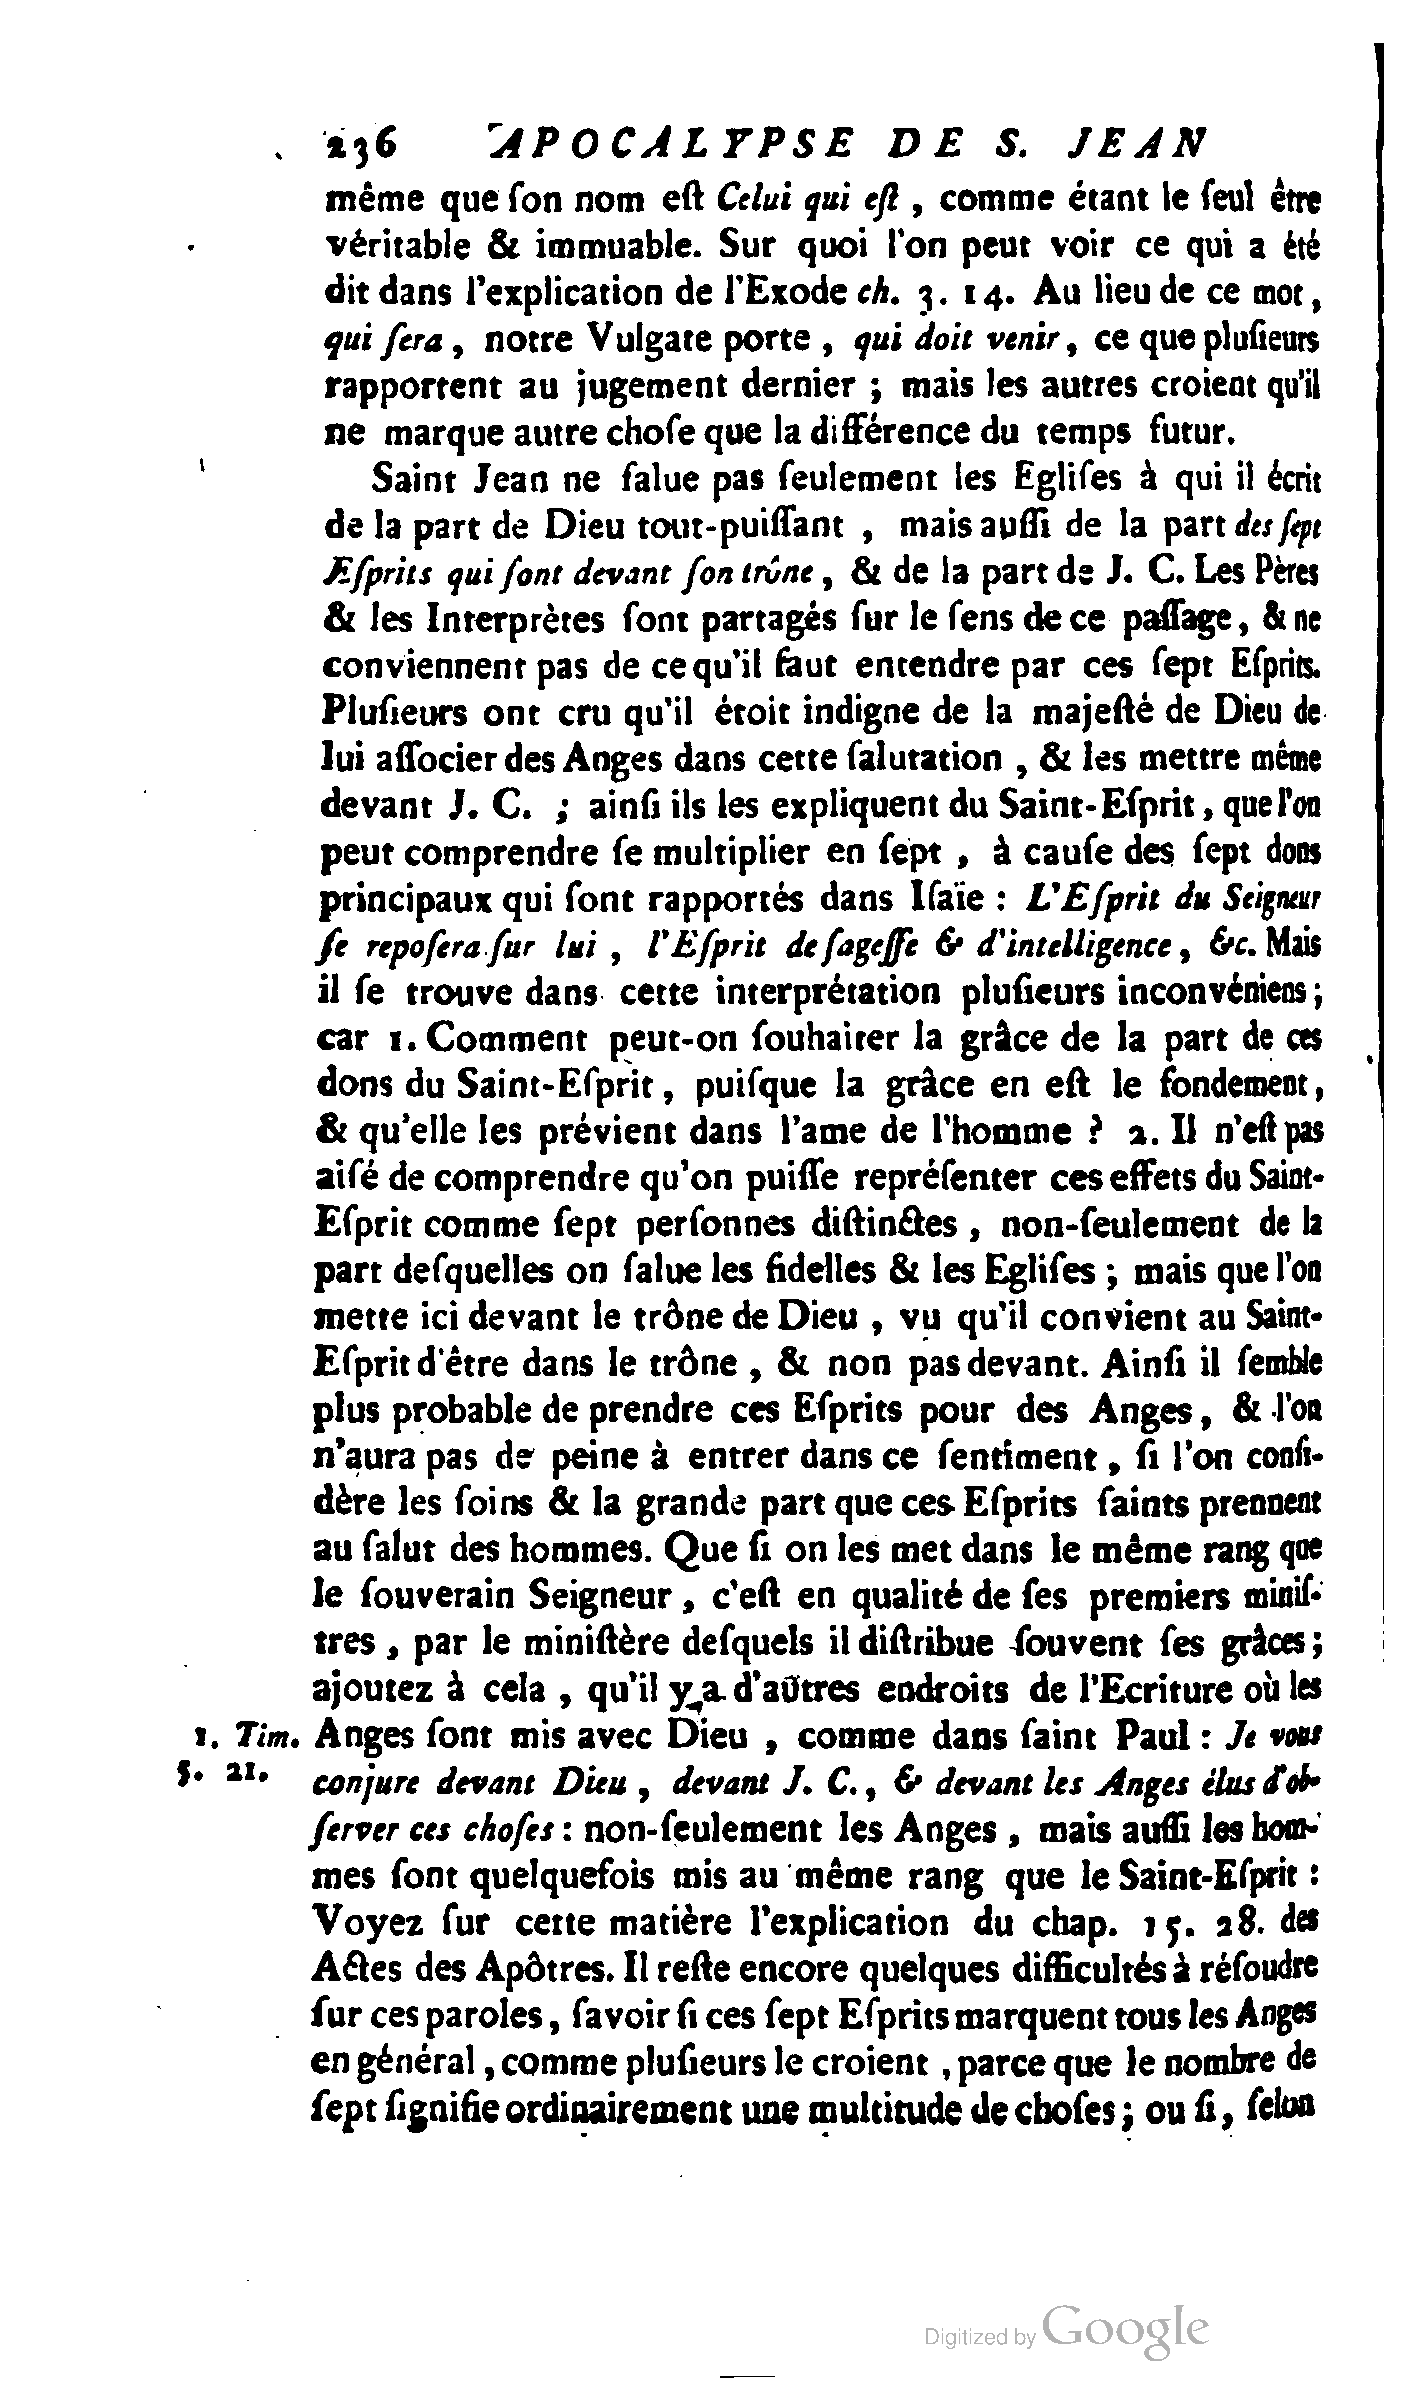 236 APOCALYPSE DE S. JEAN
même que ſon nom eſt Celui qui eſt, comme étant le ſeul être
véritable & immuable. Sur quoi l'on peut voir ce qui a été
dit dans l'explication de l'Exode ch. 3. 14. Au lieu de ce mot,
qui ſera, notre Vulgate porte, qui doit venir, ce que pluſieurs
rapportent au jugement dernier ; mais les autres croient qu'il
ne marque autre choſe que la différence du temps futur.
Saint Jean ne ſalue pas ſeulement les Egliſes à qui il écrit
de la part de Dieu tout-puiſſant, mais auſſi de la part des ſept
Eſprits qui ſont devant ſon trône, & de la part de J. C. Les Pères
& les Interprètes ſont partagés ſur le ſens de ce paſſage, & ne
conviennent pas de ce qu'il faut entendre par ces ſept Eſprits.
Pluſieurs ont cru qu'il étoit indigne de la majeſté de Dieu de
lui aſſocier des Anges dans cette ſalutation, & les mettre même
devant J. C. ; ainſi ils les expliquent du Saint-Eſprit, que l'on
peut comprendre ſe multiplier en ſept, à cauſe des ſept dons
principaux qui ſont rapportés dans Iſaïe : L'Eſprit du Seigneur
ſe repoſera ſur lui, l'Eſprit de ſageſſe & d'intelligence, &c. Mais
il ſe trouve dans cette interprétation pluſieurs inconvéniens ;
car 1. Comment peut-on ſouhaiter la grâce de la part de ces
dons du Saint-Eſprit, puiſque la grâce en eſt le fondement,
& qu'elle les prévient dans l'ame de l'homme ? 2. Il n'eſt pas
aiſé de comprendre qu'on puiſſe repréſenter ces effets du Saint-
Eſprit comme ſept perſonnes diſtinctes, non-ſeulement de la
part deſquelles on ſalue les fidelles & les Egliſes ; mais que l'on
mette ici devant le trône de Dieu, vu qu'il convient au Saint-
Eſprit d'être dans le trône, & non pas devant. Ainſi il ſemble
plus probable de prendre ces Eſprits pour des Anges, & l'on
n'aura pas de peine à entrer dans ce ſentiment, ſi l'on conſi-
dère les ſoins & la grande part que ces Eſprits ſaints prennent
au ſalut des hommes. Que ſi on les met dans le même rang que
le ſouverain Seigneur, c'eſt en qualité de ſes premiers miniſ-
tres, par le miniſtère deſquels il diſtribue ſouvent ſes grâces ;
ajoutez à cela, qu'il y a d'autres endroits de l'Ecriture où les
1. Tim. Anges ſont mis avec Dieu, comme dans ſaint Paul : Je vous
5. 21. conjure devant Dieu, devant J. C., & devant les Anges élus d'ob-
ſerver ces choſes : non-ſeulement les Anges, mais auſſi les hom-
mes ſont quelquefois mis au même rang que le Saint-Eſprit :
Voyez ſur cette matière l'explication du chap. 15. 28. des
Actes des Apôtres. Il reſte encore quelques difficultés à réſoudre
ſur ces paroles, ſavoir ſi ces ſept Eſprits marquent tous les Anges
en général, comme pluſieurs le croient, parce que le nombre de
ſept ſignifie ordinairement une multitude de choſes ; ou ſi, ſelon
Digitized by Google